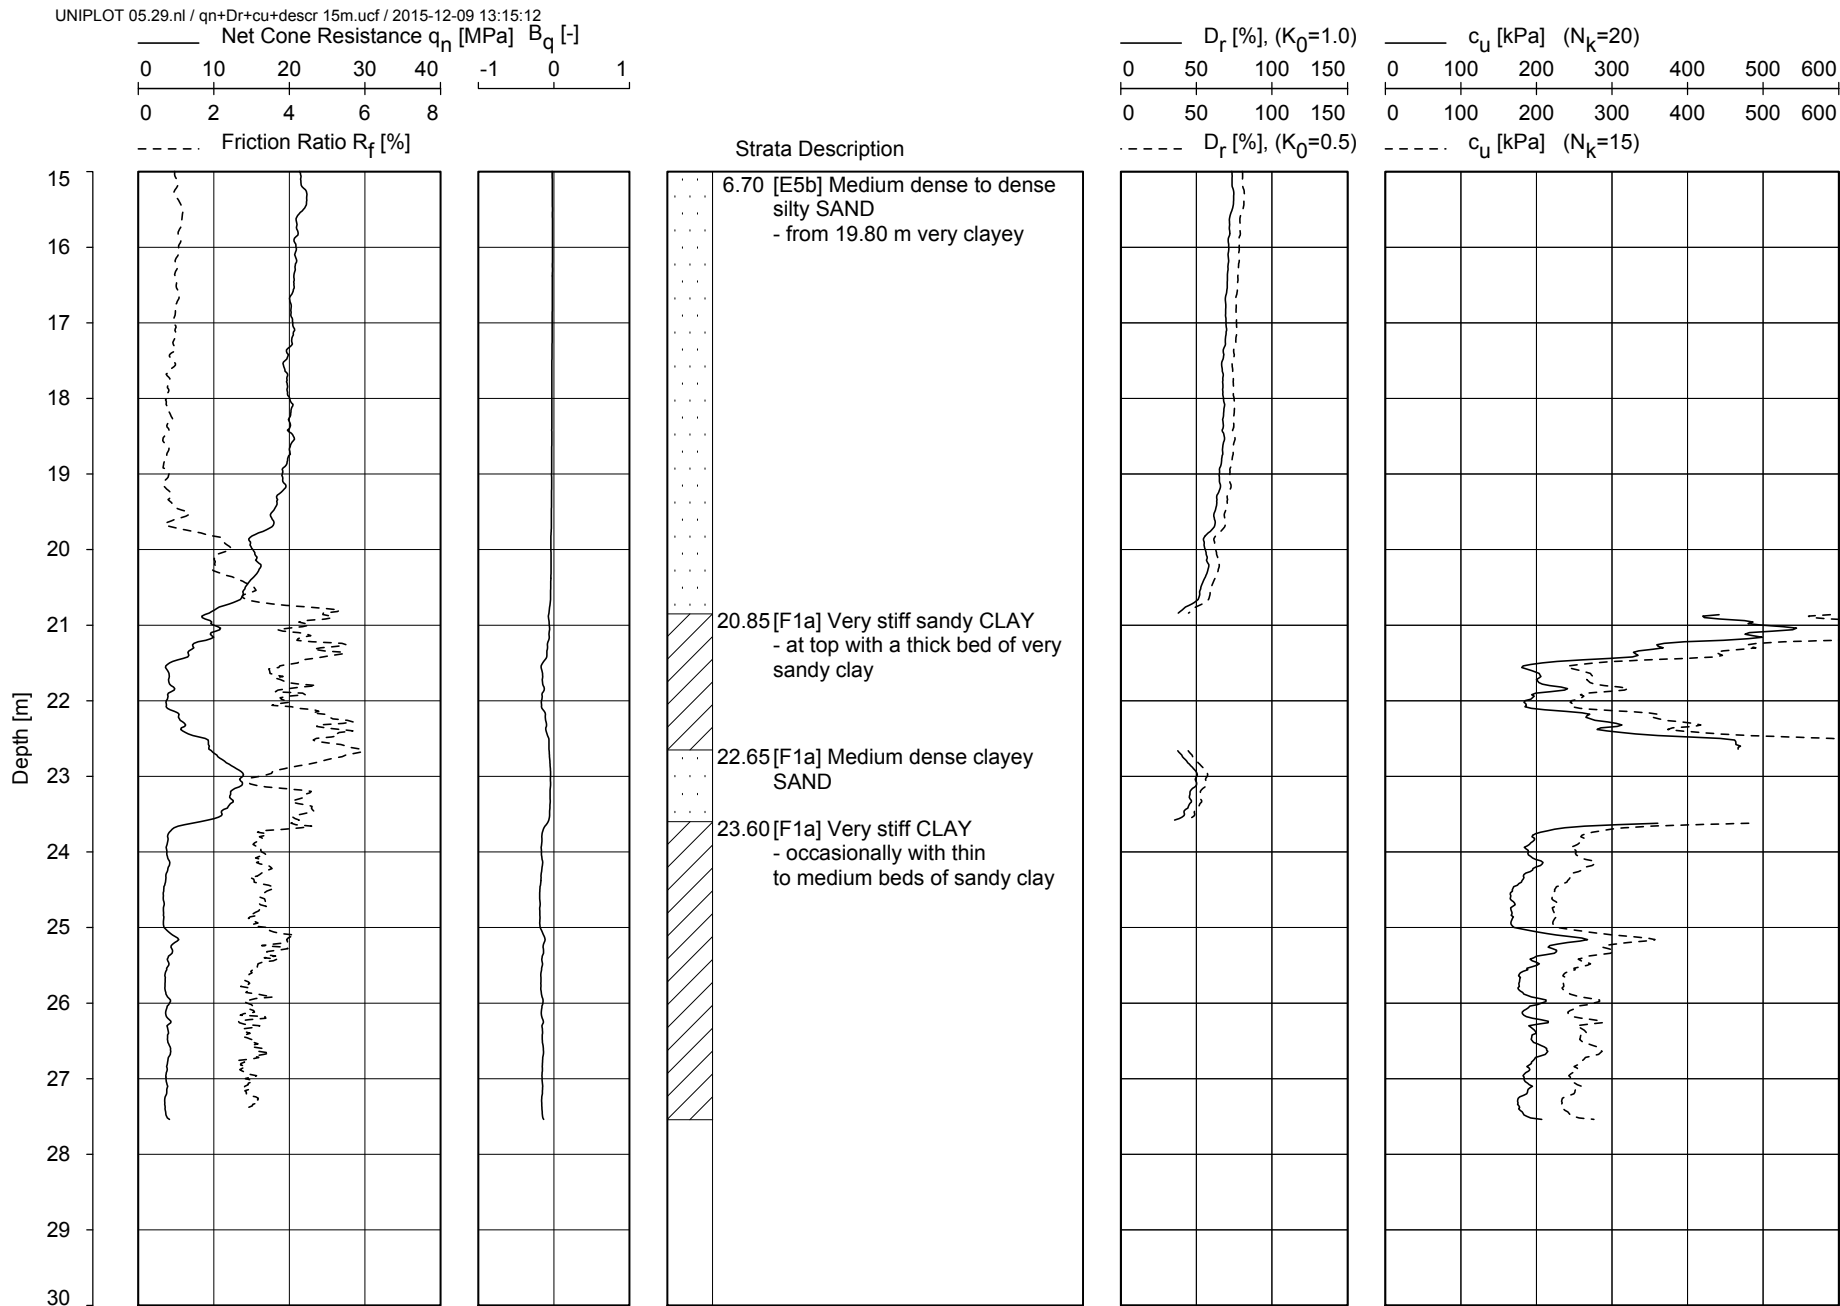 UNIPLOT 05.29.nl / qn+Dr+cu+descr 15m.ucf / 2015-12-09 13:15:12
Net Cone Resistance qn [MPa] Bq [-]
Dr [%], (K0=1.0) cu [kPa] (Nk=20)
0 10 20 30 40 -1 0 1 0 50 100 150 0 100 200 300 400 500 600
0 2 4 6 8 0 50 100 150 0 100 200 300 400 500 600
Friction Ratio Rf [%]
Dr [%], (K0=0.5) cu [kPa] (Nk=15)
Strata Description
Depth [m]
15
16
17
18
19
20
21
22
23
24
25
26
27
28
29
30
6.70 [E5b] Medium dense to dense
silty SAND
- from 19.80 m very clayey
20.85 [F1a] Very stiff sandy CLAY
- at top with a thick bed of very
sandy clay
22.65 [F1a] Medium dense clayey
SAND
23.60 [F1a] Very stiff CLAY
- occasionally with thin
to medium beds of sandy clay